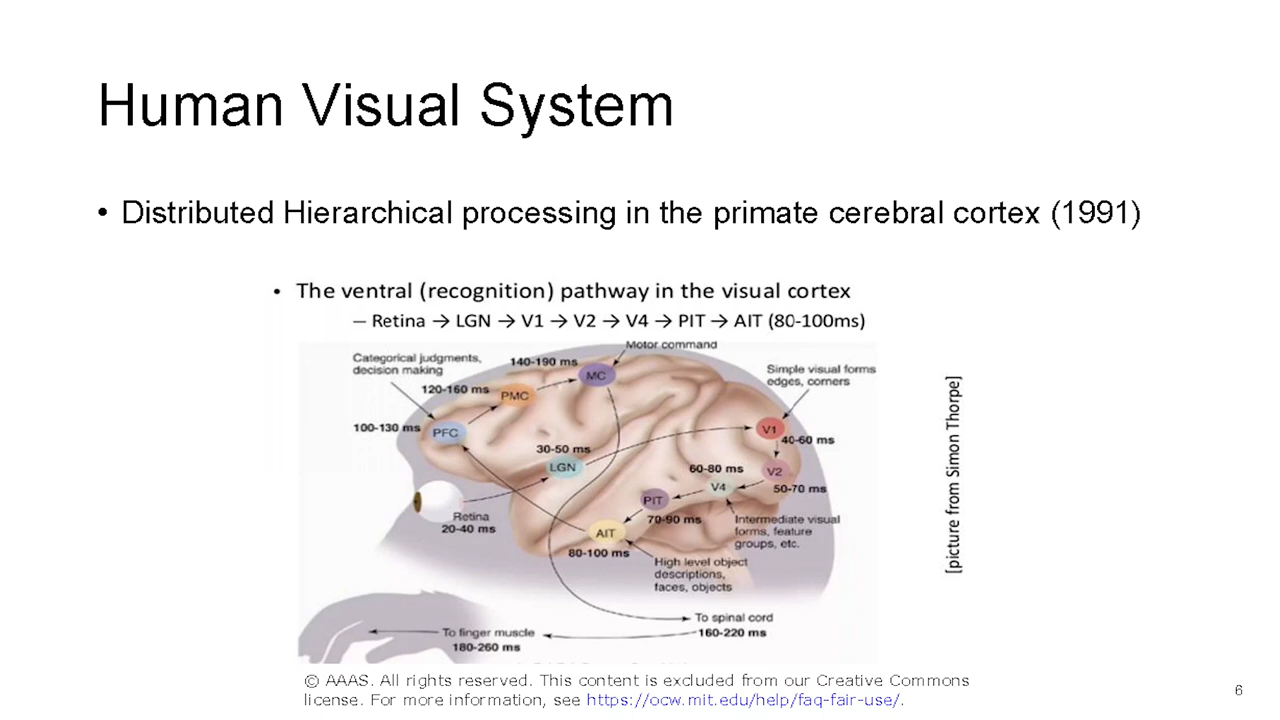 Human Visual System
• Distributed Hierarchical processing in the primate cerebral cortex (1991)
• The ventral (recognition) pathway in the visual cortex
– Retina → LGN → V1 → V2 → V4 → PIT → AIT (80-100ms)
Motor command
Categorical judgments,
decision making
140-190 ms
MC
Simple visual forms
edges, corners
120-160 ms
PMC
100-130 ms
PFC
V1
40-60 ms
30-50 ms
LGN
60-80 ms
V2
V4
50-70 ms
PIT
Retina
20-40 ms
70-90 ms
Intermediate visual
forms, feature
groups, etc.
AIT
80-100 ms
High level object
descriptions,
faces, objects
To spinal cord
160-220 ms
To finger muscle
180-260 ms
[picture from Simon Thorpe]
© AAAS. All rights reserved. This content is excluded from our Creative Commons
license. For more information, see https://ocw.mit.edu/help/faq-fair-use/.
6